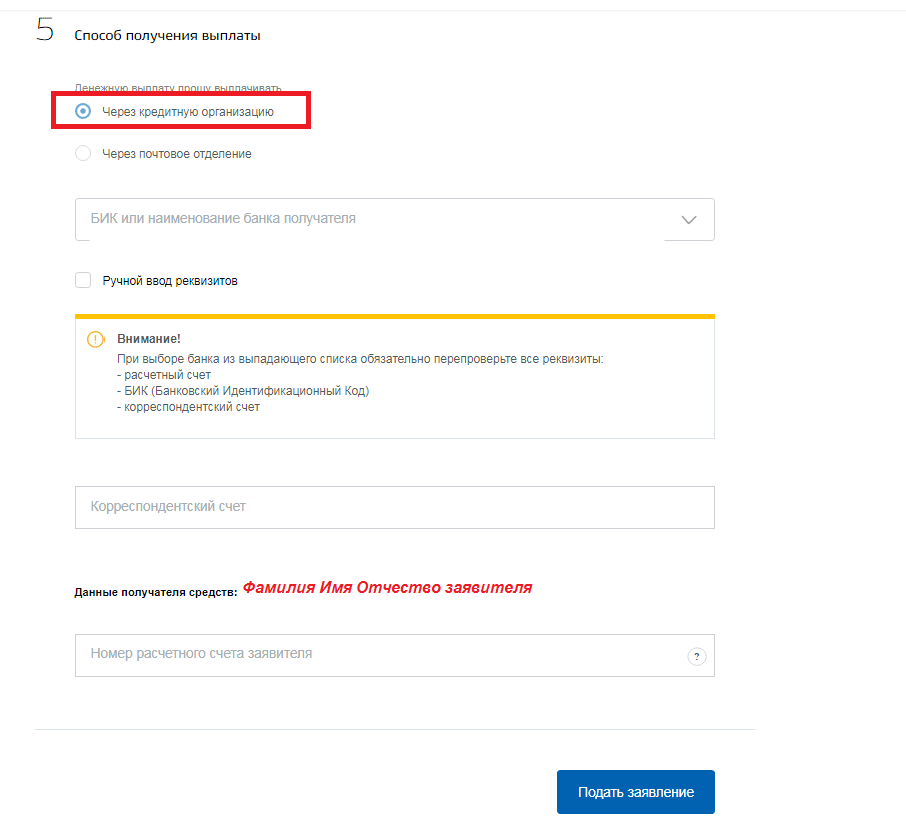 5
Способ получения выплаты
Денежную выплату прошу выплачивать
Через кредитную организацию
Через почтовое отделение
БИК или наименование банка получателя
Ручной ввод реквизитов
Внимание!
При выборе банка из выпадающего списка обязательно перепроверьте все реквизиты:
- расчетный счет
- БИК (Банковский Идентификационный Код)
- корреспондентский счет
Корреспондентский счет
Данные получателя средств: Фамилия Имя Отчество заявителя
Номер расчетного счета заявителя ?
Подать заявление